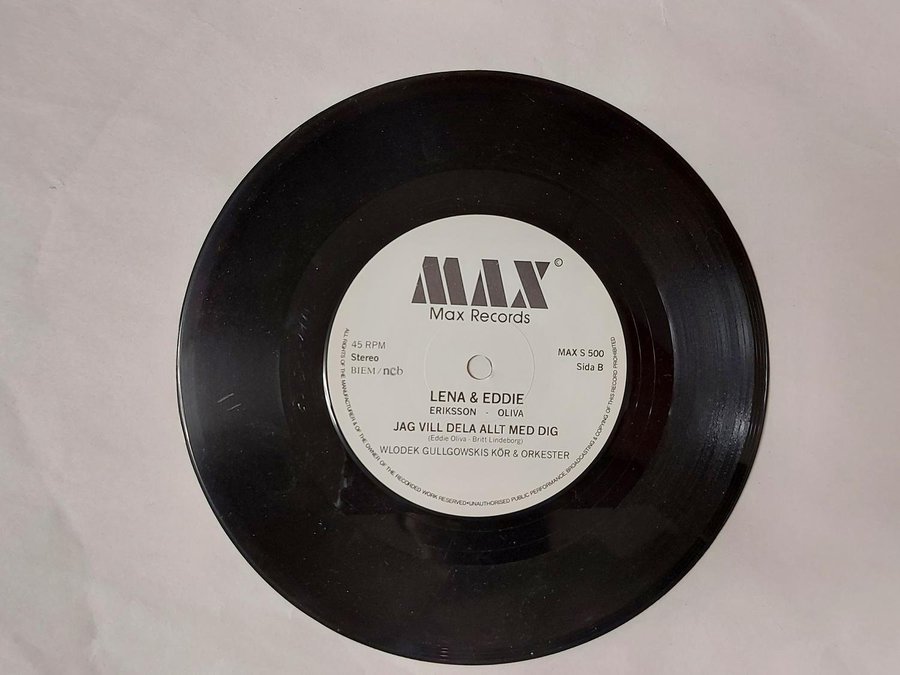 MAX©
Max Records
45 RPM
Stereo
BIEM/ncb
MAX S 500
Sida B
LENA & EDDIE
ERIKSSON - OLIVA
JAG VILL DELA ALLT MED DIG
(Eddie Oliva - Britt Lindeborg)
WLODEK GULLGOWSKIS KÖR & ORKESTER
ALL RIGHTS OF THE MANUFACTURER & OF THE OWNER OF THE RECORDED WORK RESERVED•UNAUTHORISED PUBLIC PERFORMANCE, BROADCASTING & COPYING OF THIS RECORD PROHIBITED